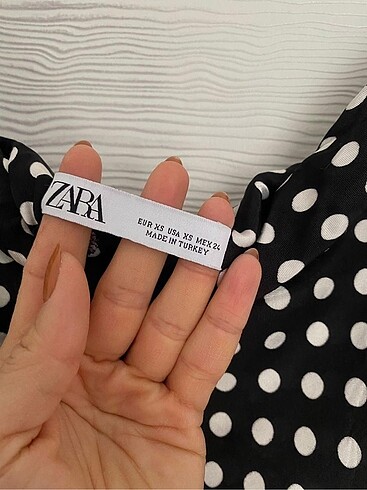 ZARA
EUR XS USA XS MEX 24
MADE IN TURKEY